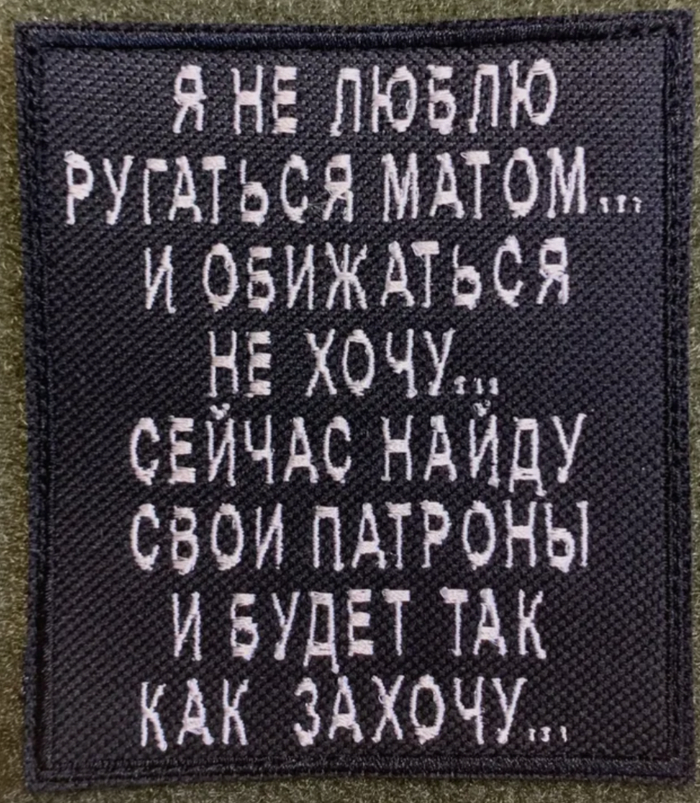 Я НЕ ЛЮБЛЮ
РУГАТЬСЯ МАТОМ...
И ОБИЖАТЬСЯ
НЕ ХОЧУ...
СЕЙЧАС НАЙДУ
СВОИ ПАТРОНЫ
И БУДЕТ ТАК
КАК ЗАХОЧУ...